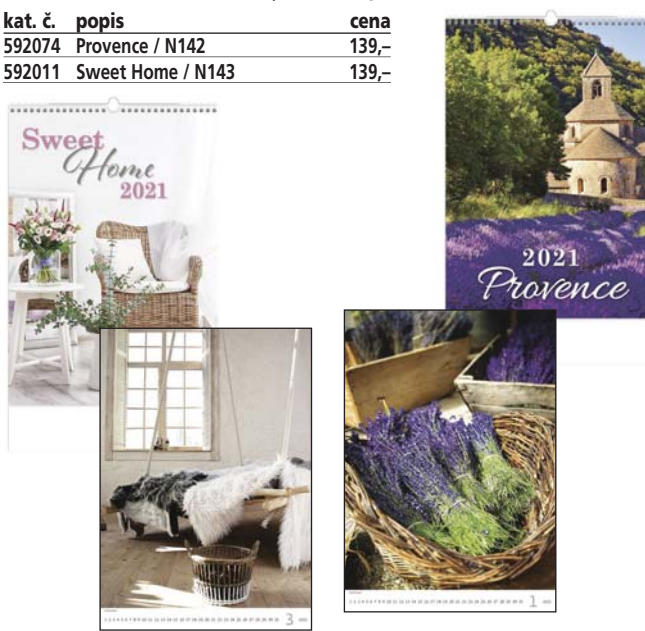 kat. č. popis cena
592074 Provence / N142 139,–
592011 Sweet Home / N143 139,–
Sweet
Home
2021
2021
Provence
3
1